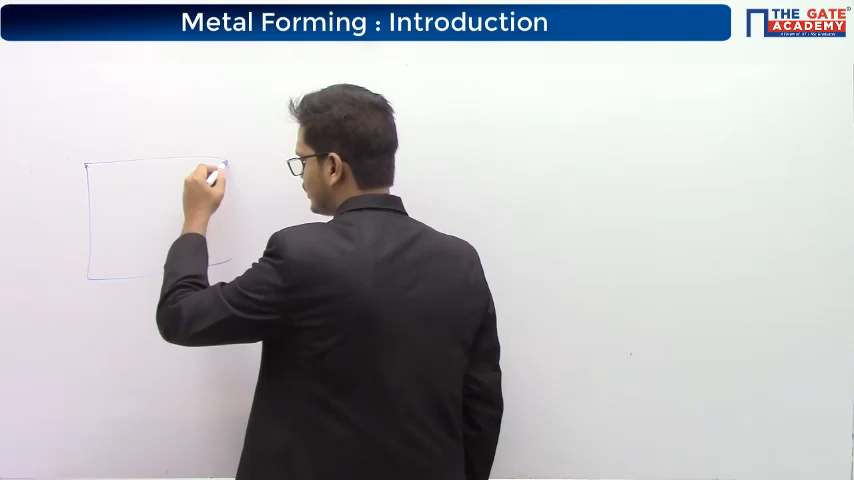 Metal Forming : Introduction
THE GATE
ACADEMY